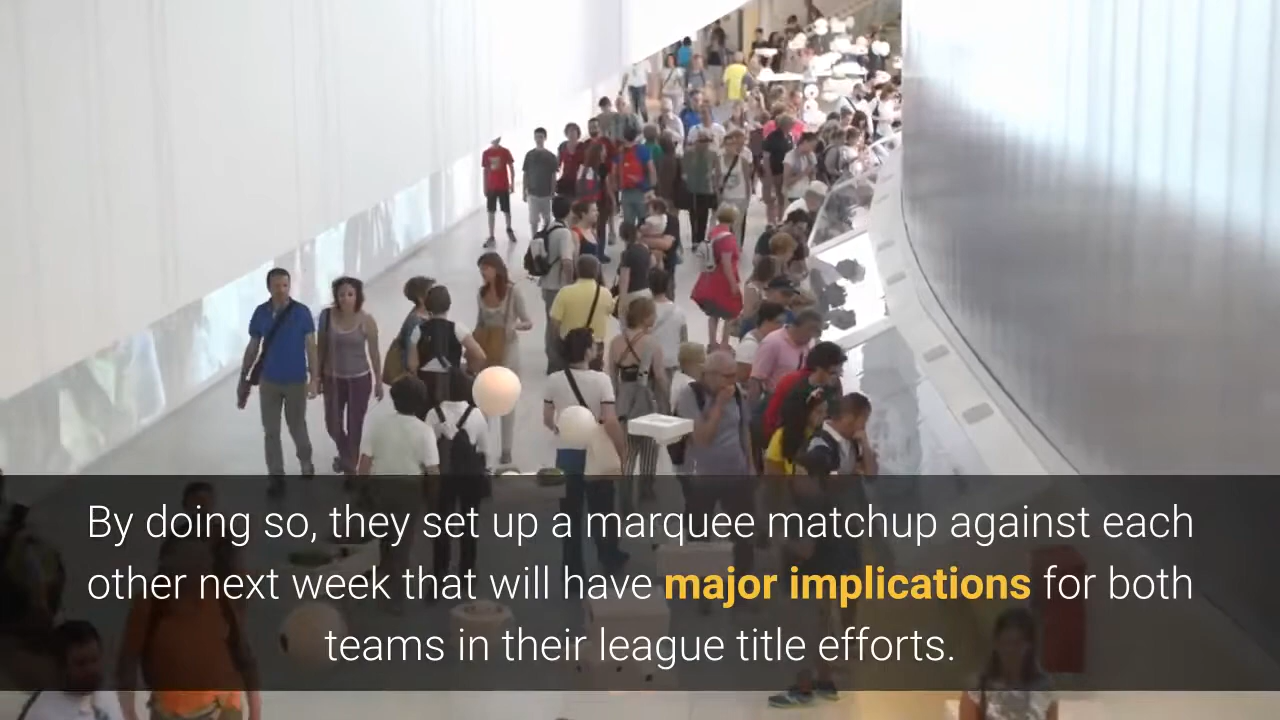 By doing so, they set up a marquee matchup against each
other next week that will have major implications for both
teams in their league title efforts.